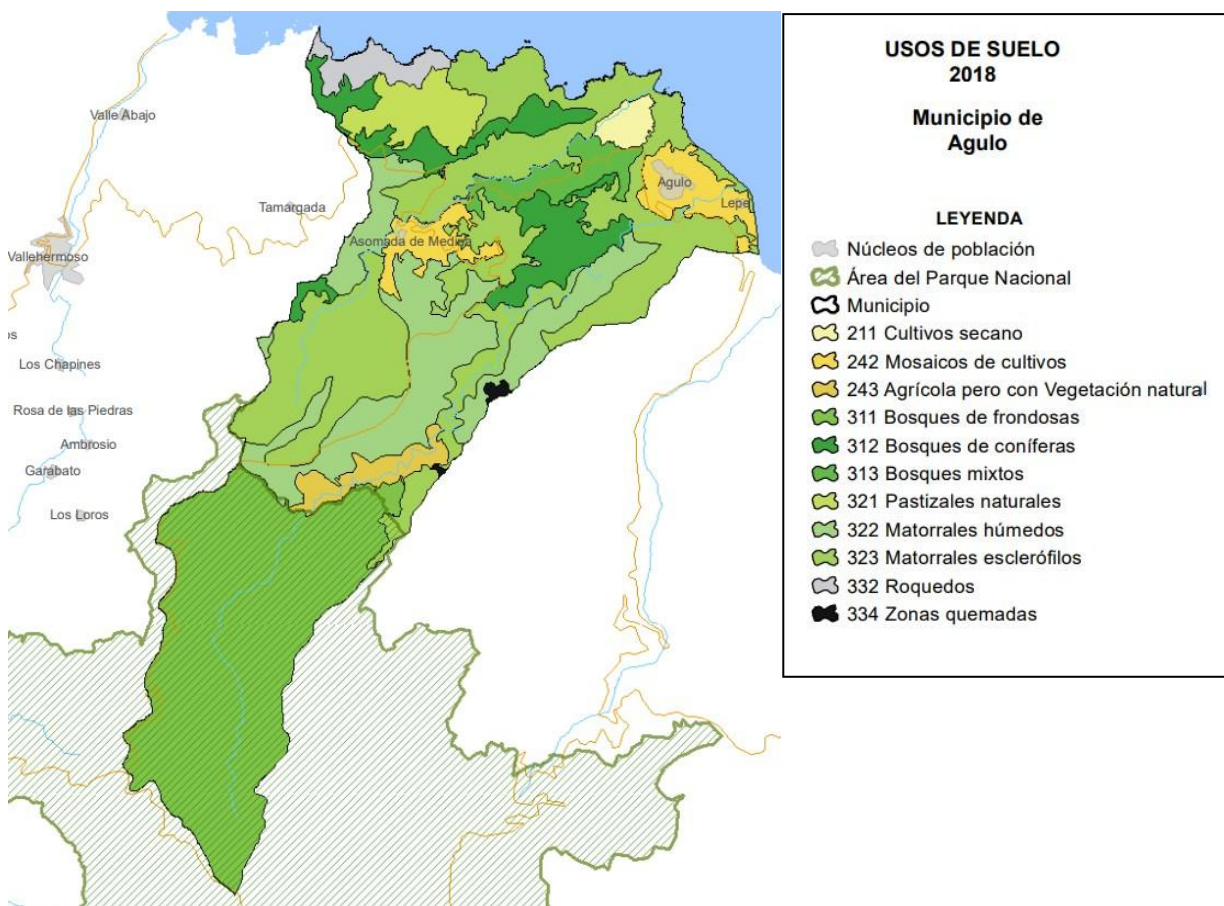 USOS DE SUELO
2018
Municipio de
Agulo
LEYENDA
Núcleos de población
Área del Parque Nacional
Municipio
211 Cultivos secano
242 Mosaicos de cultivos
243 Agrícola pero con Vegetación natural
311 Bosques de frondosas
312 Bosques de coníferas
313 Bosques mixtos
321 Pastizales naturales
322 Matorrales húmedos
323 Matorrales esclerófilos
332 Roquedos
334 Zonas quemadas
Valle Abajo
Tamargada
Agulo
Lepe
Asomada de Medina
Vallehermoso
os
Los Chapines
Rosa de las Piedras
Ambrosio
Garabato
Los Loros